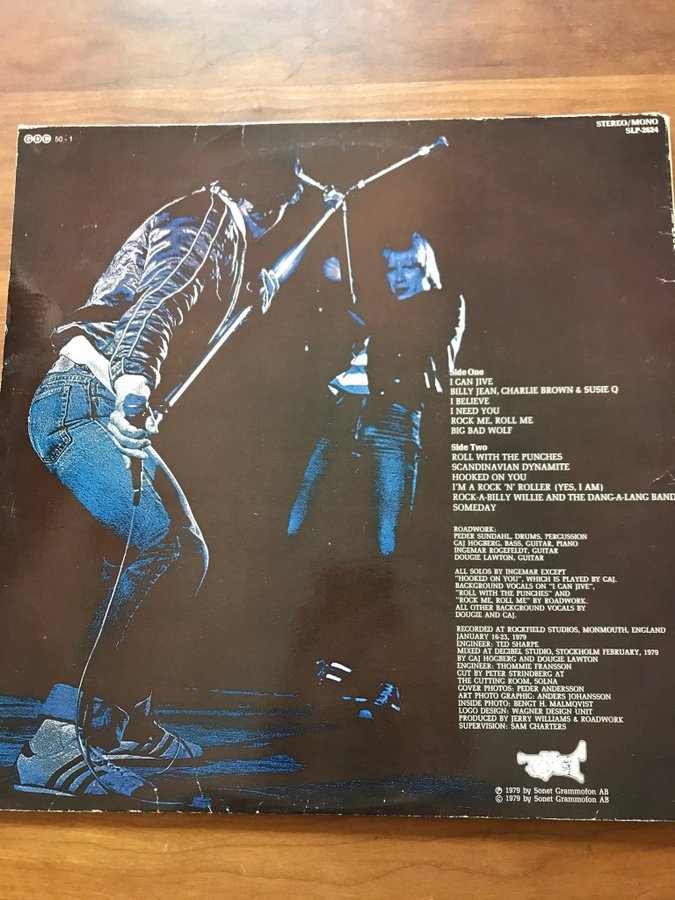 GDC 50-1
STEREO/MONO
SLP-2624
Side One
I CAN JIVE
BILLY JEAN, CHARLIE BROWN & SUSIE Q
I BELIEVE
I NEED YOU
ROCK ME, ROLL ME
BIG BAD WOLF
Side Two
ROLL WITH THE PUNCHES
SCANDINAVIAN DYNAMITE
HOOKED ON YOU
I'M A ROCK 'N' ROLLER (YES, I AM)
ROCK-A-BILLY WILLIE AND THE DANG-A-LANG BAND
SOMEDAY
ROADWORK:
PEDER SUNDAHL, DRUMS, PERCUSSION
CAJ HÖGBERG, BASS, GUITAR, PIANO
INGEMAR ROGEFELDT, GUITAR
DOUGIE LAWTON, GUITAR
ALL SOLOS BY INGEMAR EXCEPT
"HOOKED ON YOU", WHICH IS PLAYED BY CAJ.
BACKGROUND VOCALS ON "I CAN JIVE",
"ROLL WITH THE PUNCHES" AND
"ROCK ME, ROLL ME" BY ROADWORK.
ALL OTHER BACKGROUND VOCALS BY
DOUGIE AND CAJ.
RECORDED AT ROCKFIELD STUDIOS, MONMOUTH, ENGLAND
JANUARY 16-23, 1979
ENGINEER: TED SHARPE
MIXED AT DECIBEL STUDIO, STOCKHOLM FEBRUARY, 1979
BY CAJ HÖGBERG AND DOUGIE LAWTON
ENGINEER: THOMMIE FRANSSON
CUT BY PETER STRINDBERG AT
THE CUTTING ROOM, SOLNA
COVER PHOTOS: PEDER ANDERSSON
ART PHOTO GRAPHIC: ANDERS JOHANSSON
INSIDE PHOTO: BENGT H. MALMQVIST
LOGO DESIGN: WAGNER DESIGN UNIT
PRODUCED BY JERRY WILLIAMS & ROADWORK
SUPERVISION: SAM CHARTERS
℗ 1979 by Sonet Grammofon AB
© 1979 by Sonet Grammofon AB